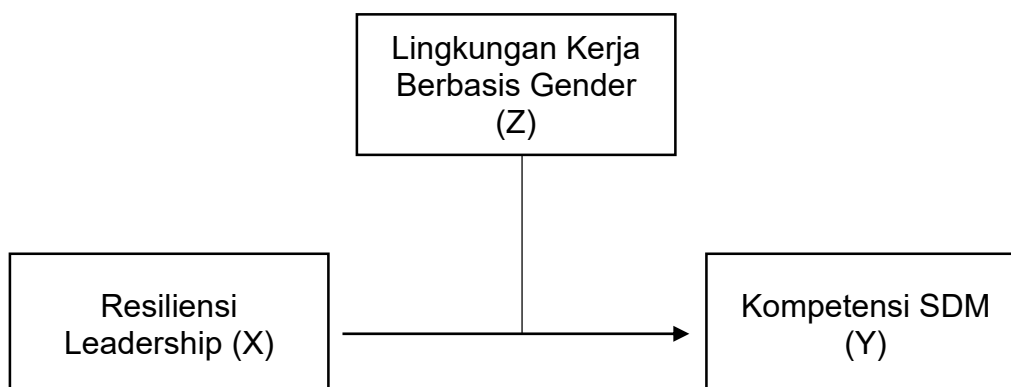 Lingkungan Kerja
Berbasis Gender
(Z)
Resiliensi
Leadership (X)
Kompetensi SDM
(Y)